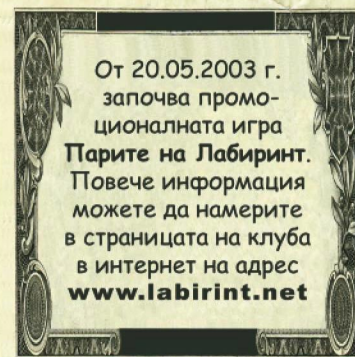 От 20.05.2003 г.
започва промо-
ционалната игра
Парите на Лабиринт.
Повече информация
можете да намерите
в страницата на клуба
в интернет на адрес
www.labirint.net